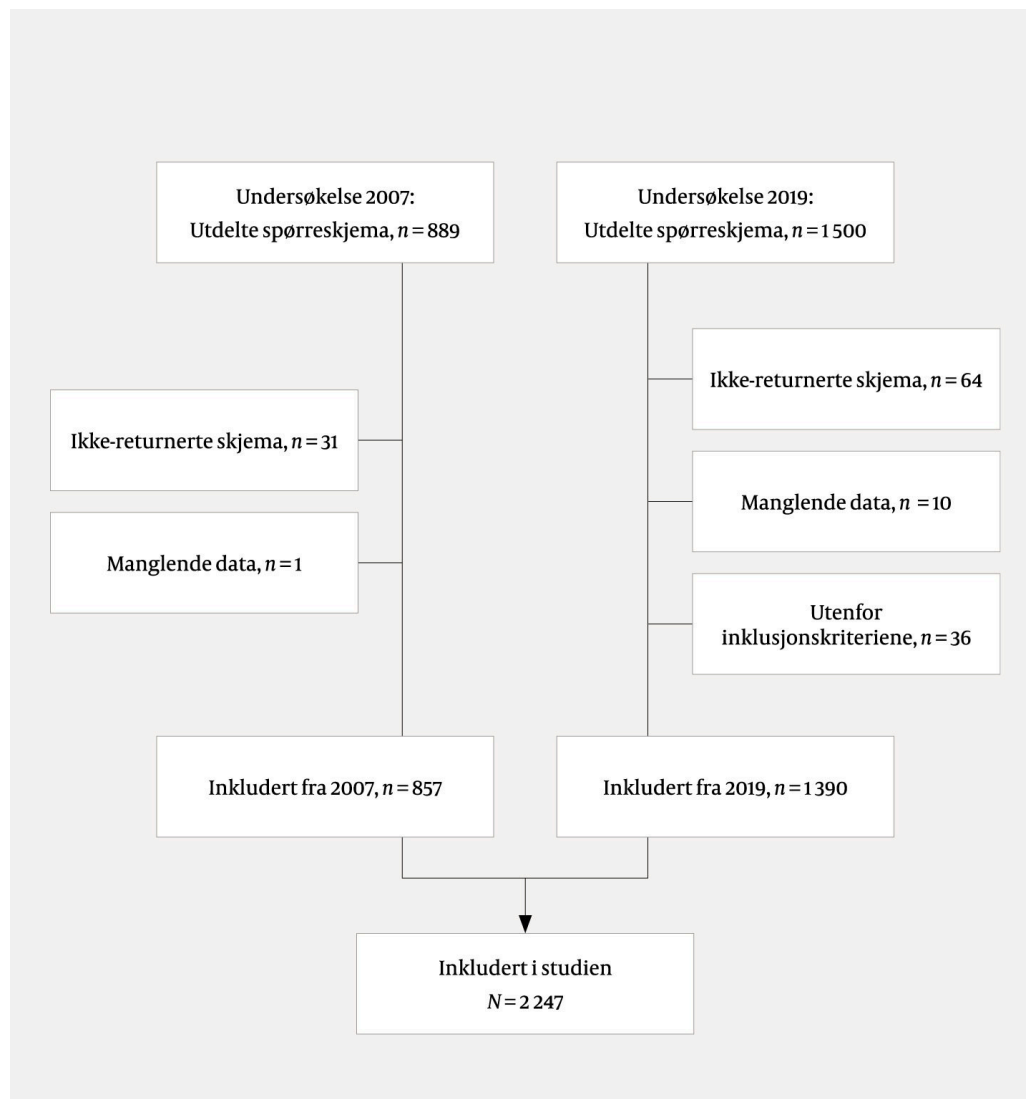 Undersøkelse 2007:
Utdelte spørreskjema, n = 889
Undersøkelse 2019:
Utdelte spørreskjema, n = 1 500
Ikke-returnerte skjema, n = 31
Manglende data, n = 1
Ikke-returnerte skjema, n = 64
Manglende data, n = 10
Utenfor
inklusjonskriteriene, n = 36
Inkludert fra 2007, n = 857
Inkludert fra 2019, n = 1 390
Inkludert i studien
N = 2 247